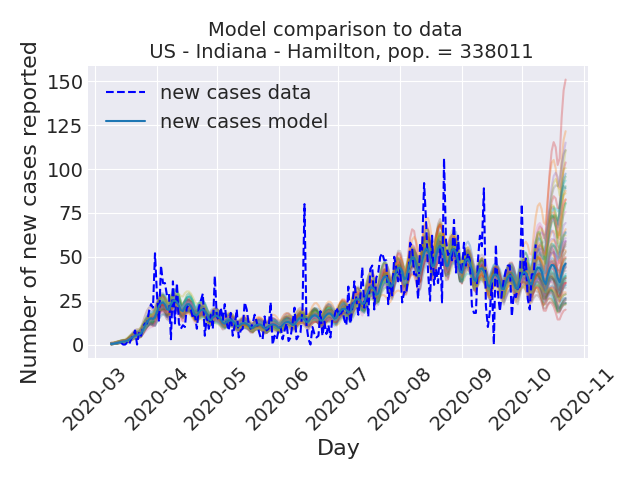 Model comparison to data
US - Indiana - Hamilton, pop. = 338011
Number of new cases reported
150
125
100
75
50
25
0
new cases data
new cases model
2020-03
2020-04
2020-05
2020-06
2020-07
2020-08
2020-09
2020-10
2020-11
Day